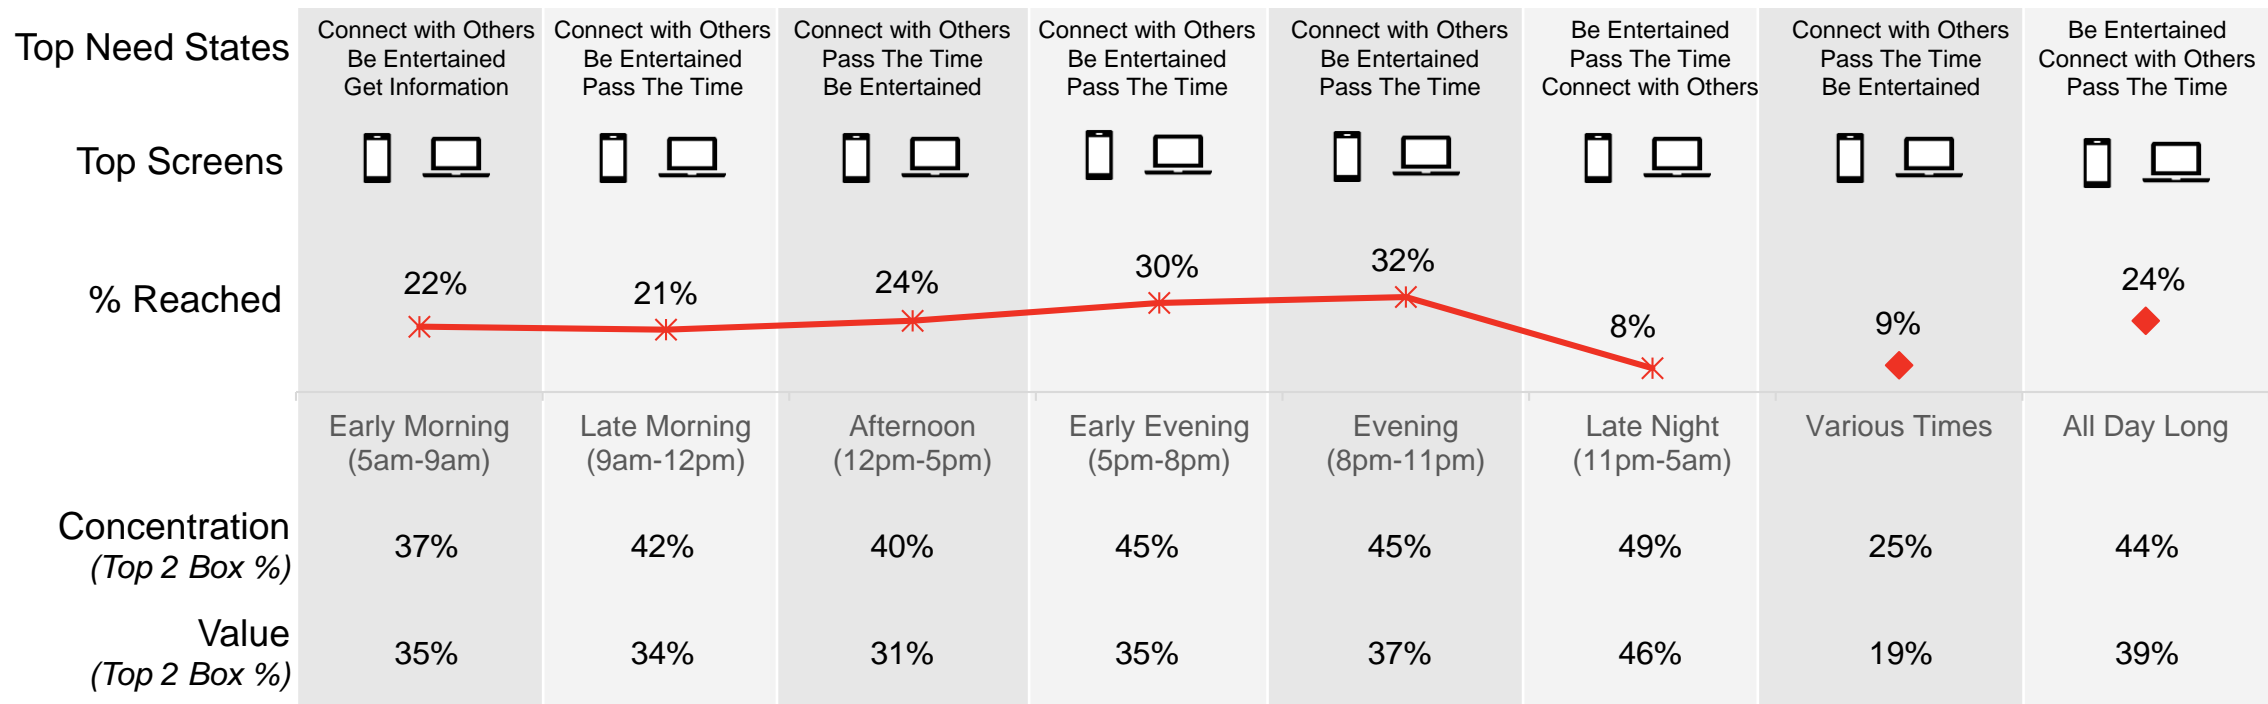 Top Need States
Connect with Others
Be Entertained
Get Information
Connect with Others
Be Entertained
Pass The Time
Connect with Others
Pass The Time
Be Entertained
Connect with Others
Be Entertained
Pass The Time
Connect with Others
Be Entertained
Pass The Time
Be Entertained
Pass The Time
Connect with Others
Connect with Others
Pass The Time
Be Entertained
Be Entertained
Connect with Others
Pass The Time
Top Screens
% Reached
22%
21%
24%
30%
32%
8%
9%
24%
Early Morning
(5am-9am)
Late Morning
(9am-12pm)
Afternoon
(12pm-5pm)
Early Evening
(5pm-8pm)
Evening
(8pm-11pm)
Late Night
(11pm-5am)
Various Times
All Day Long
Concentration
(Top 2 Box %)
37%
42%
40%
45%
45%
49%
25%
44%
Value
(Top 2 Box %)
35%
34%
31%
35%
37%
46%
19%
39%